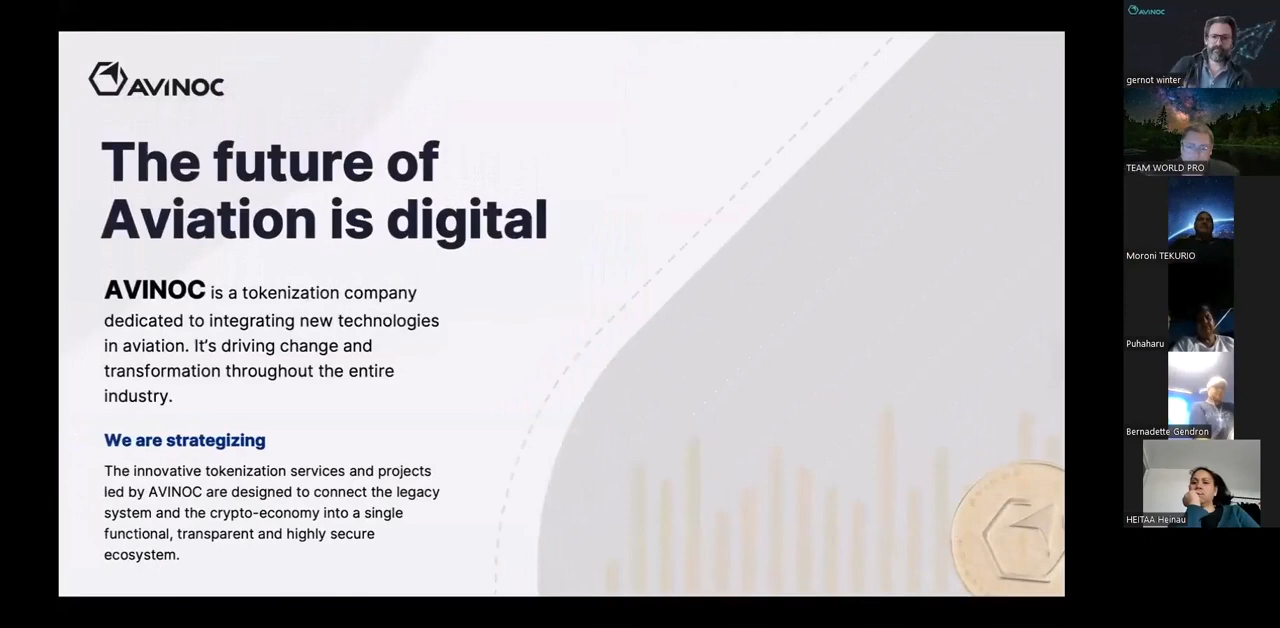 AVINOC
The future of
Aviation is digital
AVINOC is a tokenization company
dedicated to integrating new technologies
in aviation. It’s driving change and
transformation throughout the entire
industry.
We are strategizing
The innovative tokenization services and projects
led by AVINOC are designed to connect the legacy
system and the crypto-economy into a single
functional, transparent and highly secure
ecosystem.
AVINOC
gernot winter
TEAM WORLD PRO
Moroni TEKURIO
Puhaharu
Bernadette Gendron
HEITAA Heinau